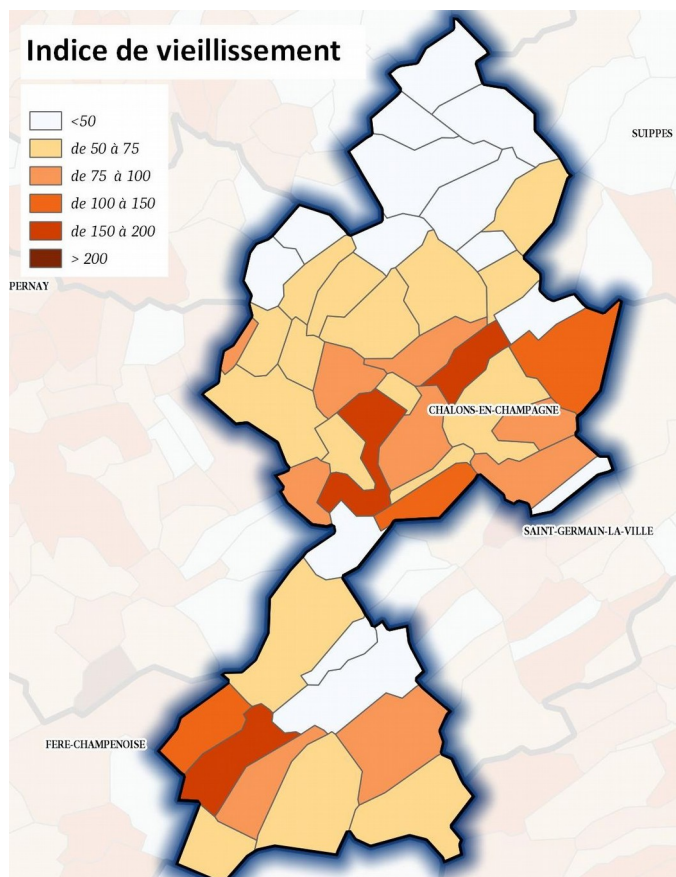 Indice de vieillissement
<50
de 50 à 75
de 75 à 100
de 100 à 150
de 150 à 200
> 200
SUIPPES
PERNAY
CHALONS-EN-CHAMPAGNE
SAINT-GERMAIN-LA-VILLE
FERE-CHAMPENOISE